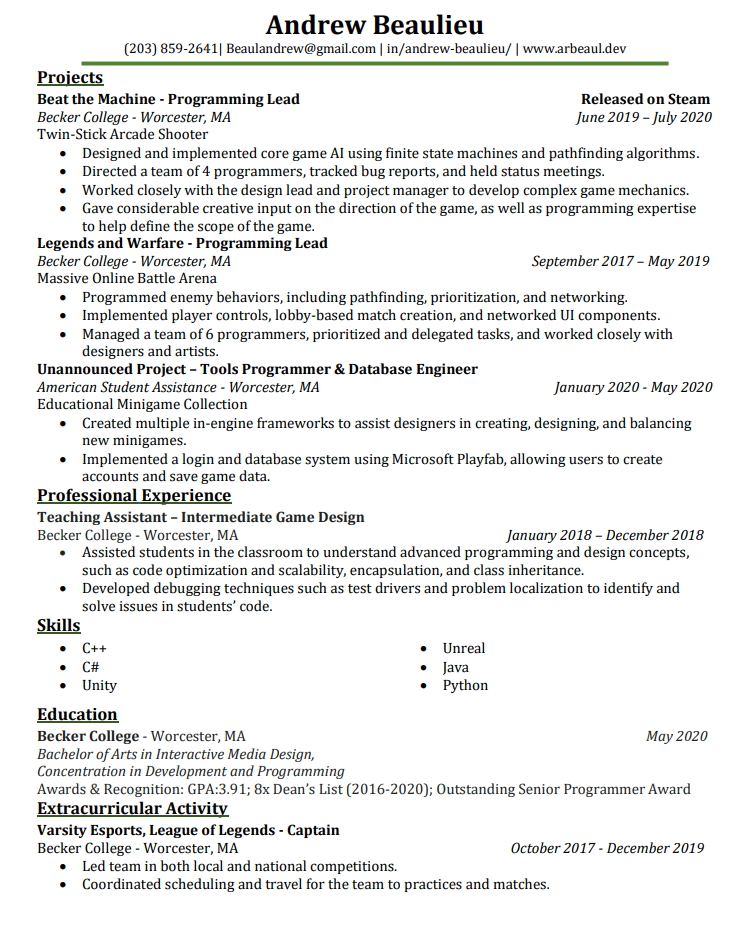 Andrew Beaulieu
(203) 859-2641| Beaulandrew@gmail.com | in/andrew-beaulieu/ | www.arbeaul.dev
Projects
Beat the Machine - Programming Lead Released on Steam
Becker College - Worcester, MA June 2019 – July 2020
Twin-Stick Arcade Shooter
• Designed and implemented core game AI using finite state machines and pathfinding algorithms.
• Directed a team of 4 programmers, tracked bug reports, and held status meetings.
• Worked closely with the design lead and project manager to develop complex game mechanics.
• Gave considerable creative input on the direction of the game, as well as programming expertise
to help define the scope of the game.
Legends and Warfare - Programming Lead
Becker College - Worcester, MA September 2017 – May 2019
Massive Online Battle Arena
• Programmed enemy behaviors, including pathfinding, prioritization, and networking.
• Implemented player controls, lobby-based match creation, and networked UI components.
• Managed a team of 6 programmers, prioritized and delegated tasks, and worked closely with
designers and artists.
Unannounced Project – Tools Programmer & Database Engineer
American Student Assistance - Worcester, MA January 2020 - May 2020
Educational Minigame Collection
• Created multiple in-engine frameworks to assist designers in creating, designing, and balancing
new minigames.
• Implemented a login and database system using Microsoft Playfab, allowing users to create
accounts and save game data.
Professional Experience
Teaching Assistant – Intermediate Game Design
Becker College - Worcester, MA January 2018 – December 2018
• Assisted students in the classroom to understand advanced programming and design concepts,
such as code optimization and scalability, encapsulation, and class inheritance.
• Developed debugging techniques such as test drivers and problem localization to identify and
solve issues in students’ code.
Skills
• C++ • Unreal
• C# • Java
• Unity • Python
Education
Becker College - Worcester, MA May 2020
Bachelor of Arts in Interactive Media Design,
Concentration in Development and Programming
Awards & Recognition: GPA:3.91; 8x Dean’s List (2016-2020); Outstanding Senior Programmer Award
Extracurricular Activity
Varsity Esports, League of Legends - Captain
Becker College - Worcester, MA October 2017 - December 2019
• Led team in both local and national competitions.
• Coordinated scheduling and travel for the team to practices and matches.